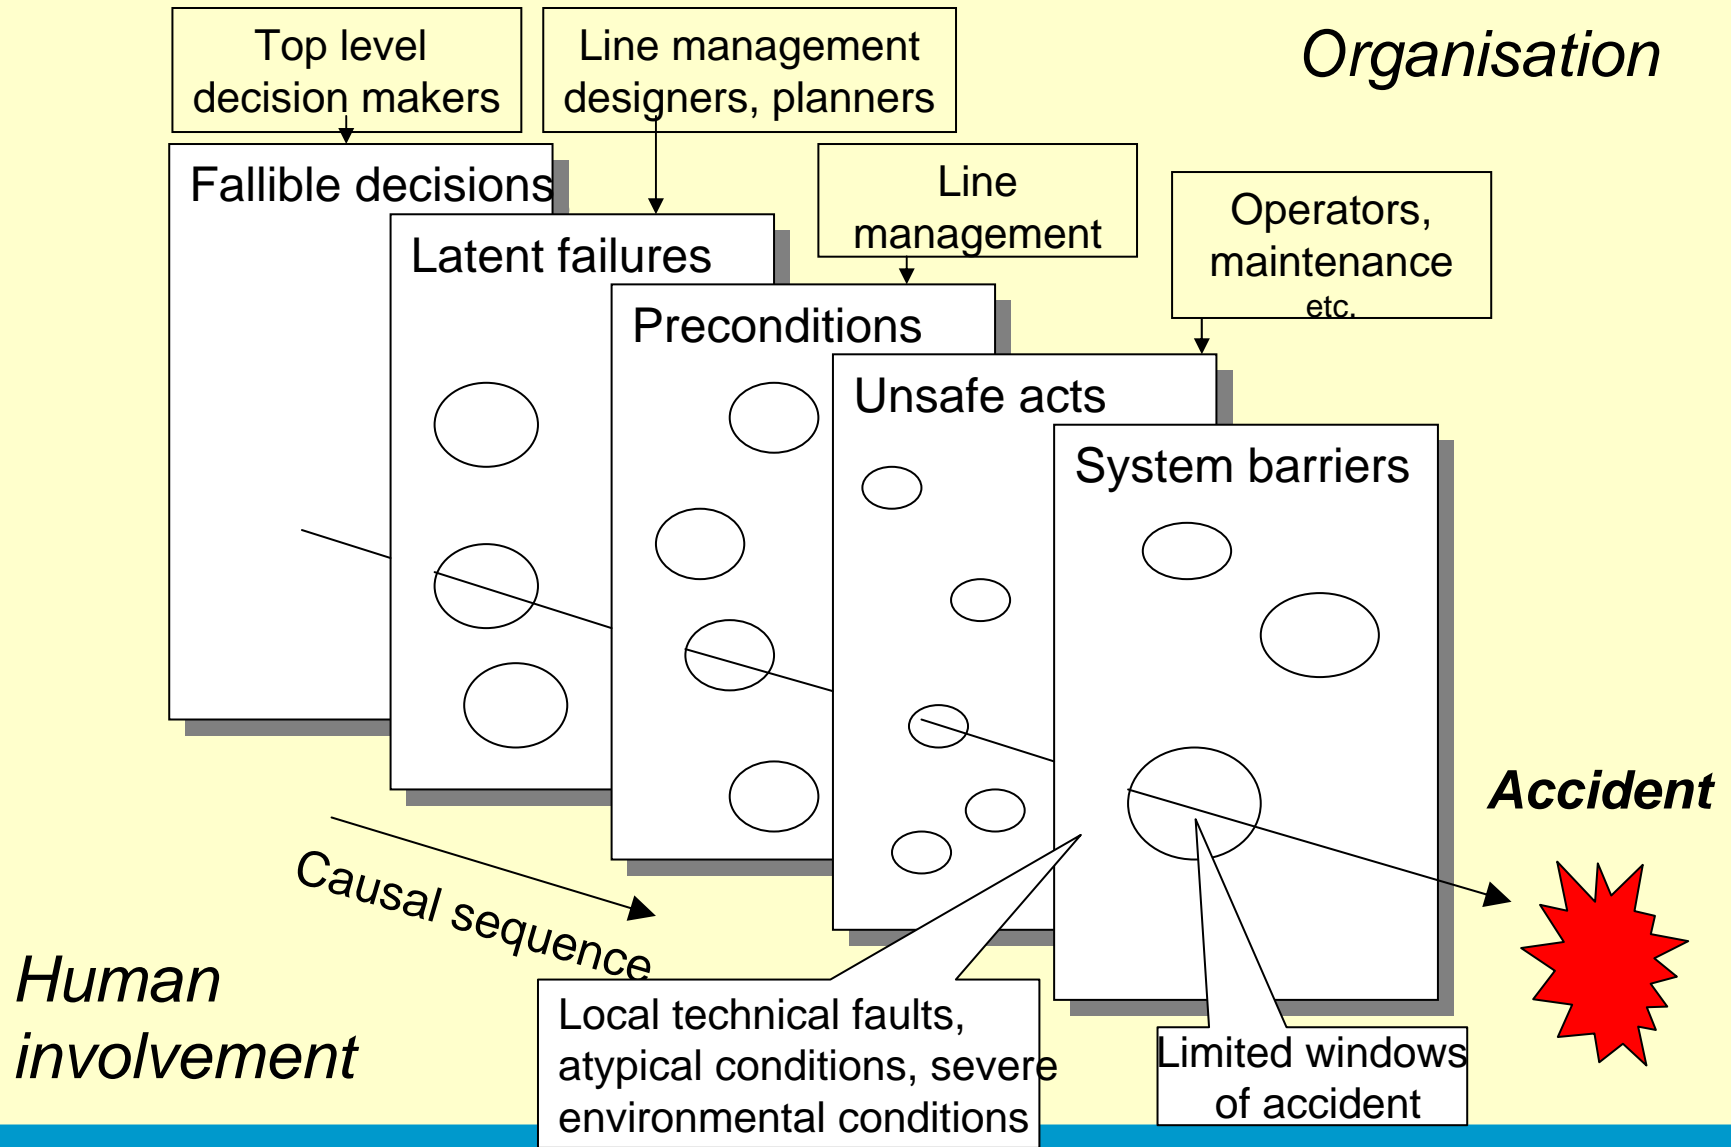 Top level
decision makers
Line management
designers, planners
Organisation
Line
management
Operators,
maintenance
etc.
Fallible decisions
Latent failures
Preconditions
Unsafe acts
System barriers
Accident
Causal sequence
Human
involvement
Local technical faults,
atypical conditions, severe
environmental conditions
Limited windows
of accident